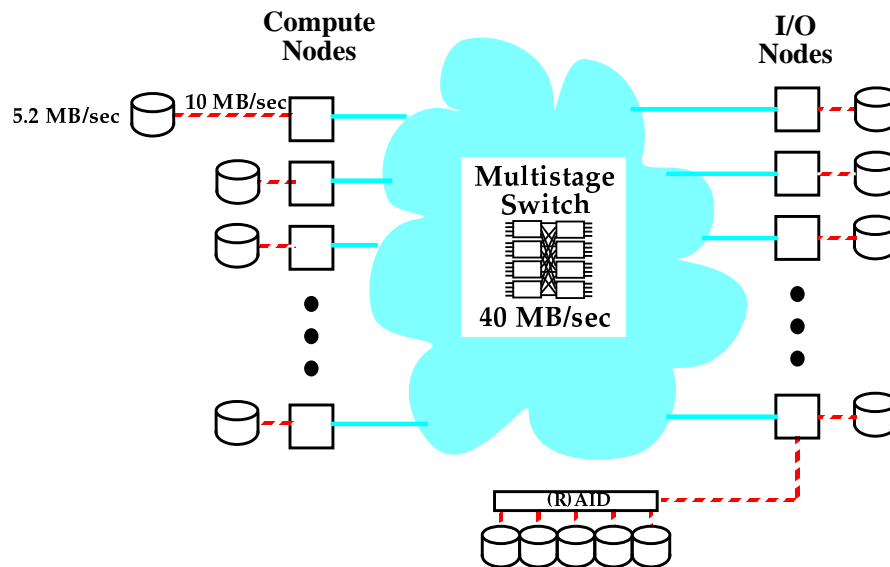 Compute
Nodes
I/O
Nodes
5.2 MB/sec
10 MB/sec
Multistage
Switch
40 MB/sec
(R)AID